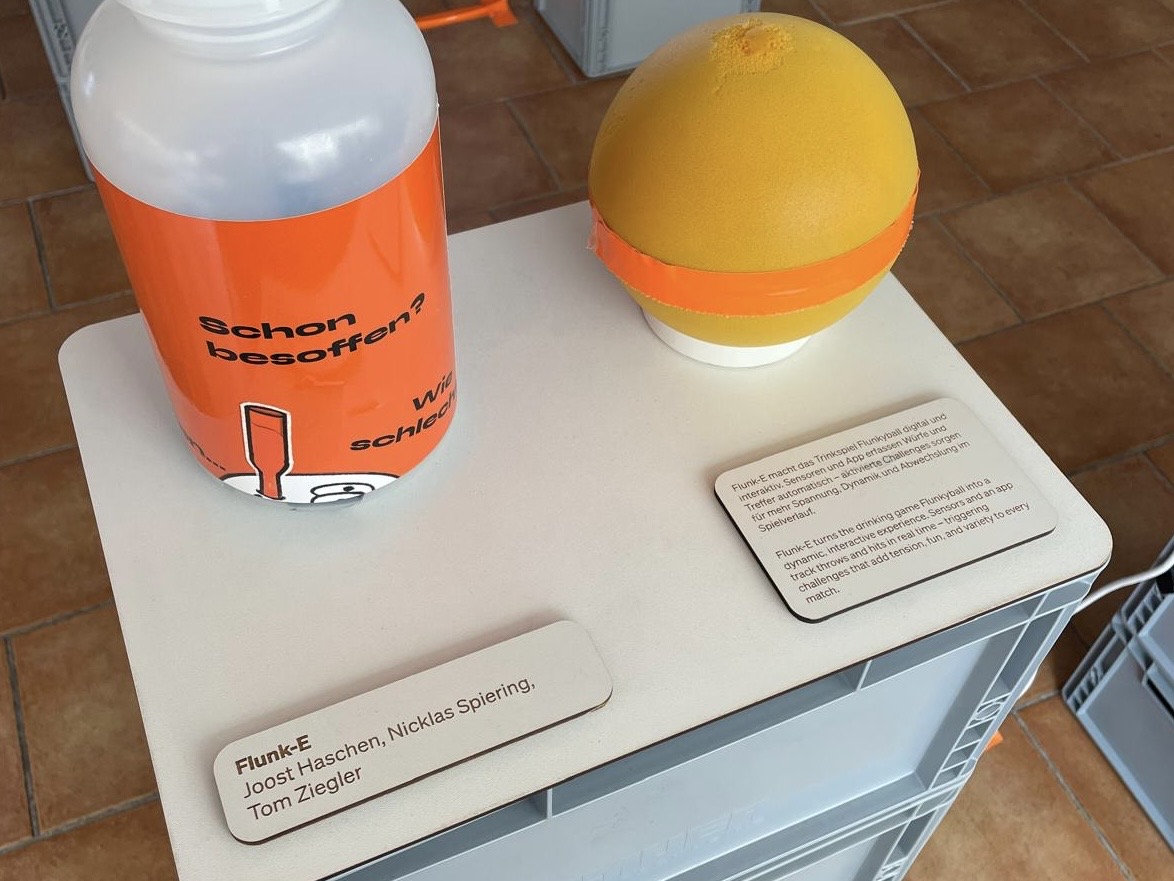 Schon
besoffen?
Wie
schlech
Flunk-E macht das Trinkspiel Flunkyball digital und
interaktiv. Sensoren und App erfassen Würfe und
Treffer automatisch – aktivierte Challenges sorgen
für mehr Spannung, Dynamik und Abwechslung im
Spielverlauf.
Flunk-E turns the drinking game Flunkyball into a
dynamic, interactive experience. Sensors and an app
track throws and hits in real time – triggering
challenges that add tension, fun, and variety to every
match.
Flunk-E
Joost Haschen, Nicklas Spiering,
Tom Ziegler